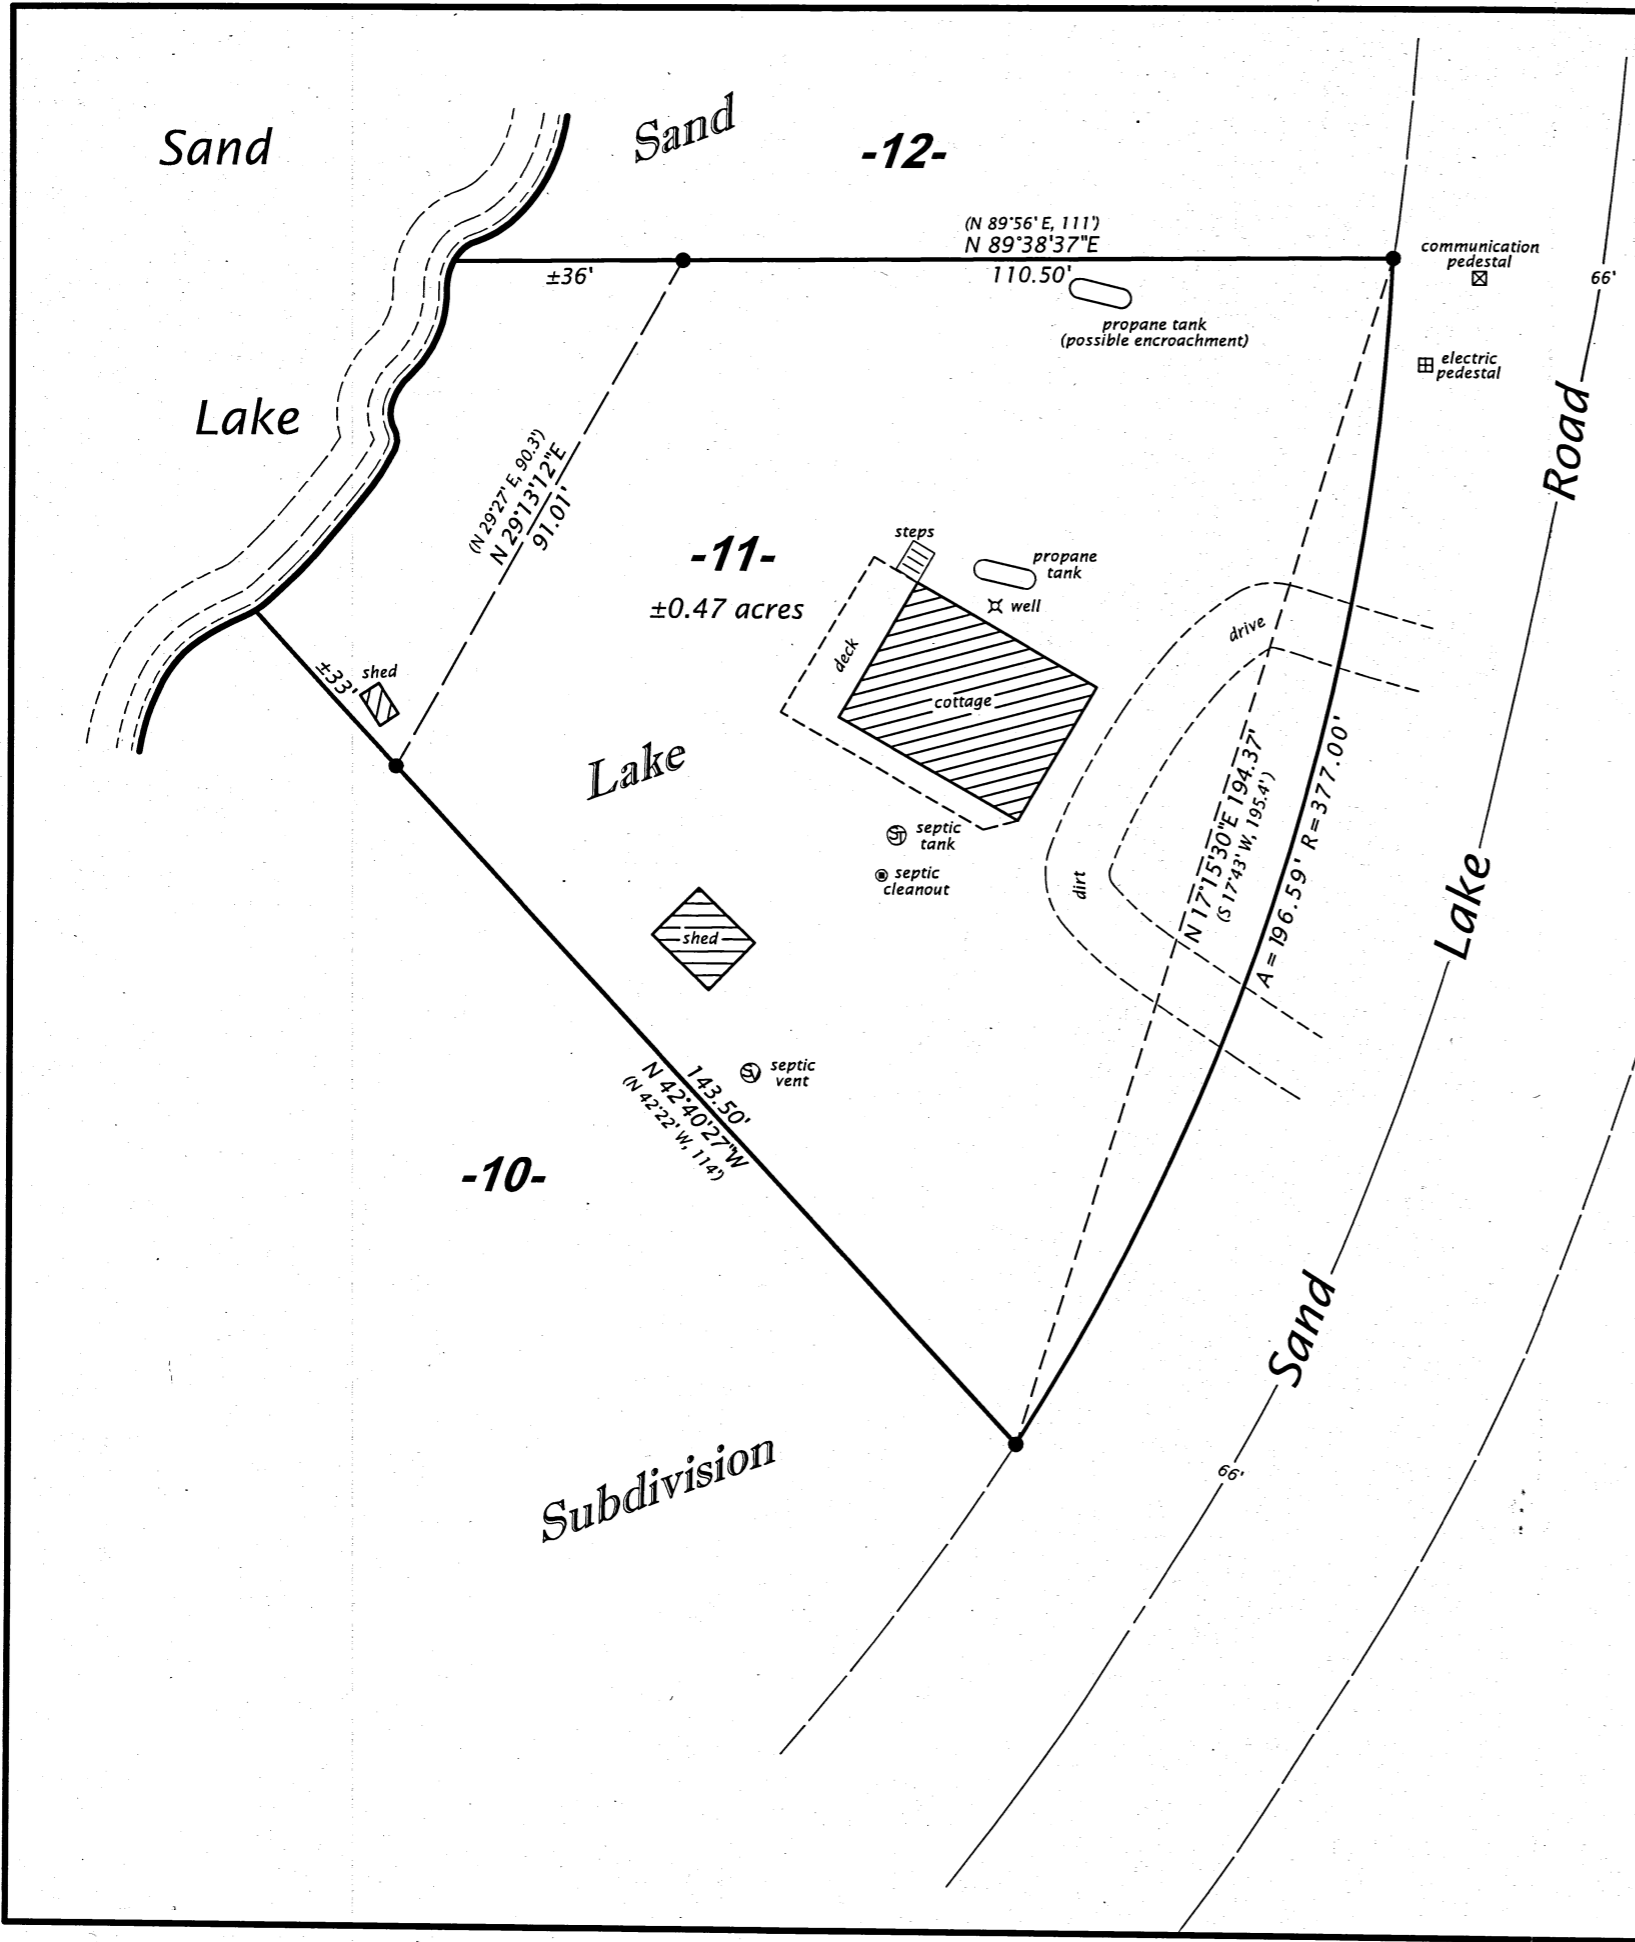 Sand
Sand
-12-
(N 89°56' E, 111')
N 89°38'37"E
110.50'
±36'
communication
pedestal
66'
propane tank
(possible encroachment)
electric
pedestal
Lake
Road
(N 29°27' E, 90.3')
N 29°13'12"E
91.01'
-11-
±0.47 acres
steps
propane
tank
well
deck
cottage
drive
±33'
shed
Lake
septic
tank
septic
cleanout
dirt
N 17°15'30"E 194.37'
(S 17°43' W, 195.4')
A = 196.59' R = 377.00'
Lake
shed
septic
vent
143.50'
N 42°40'27"W
(N 42°22' W, 114')
-10-
Sand
66'
Subdivision
ST
SV